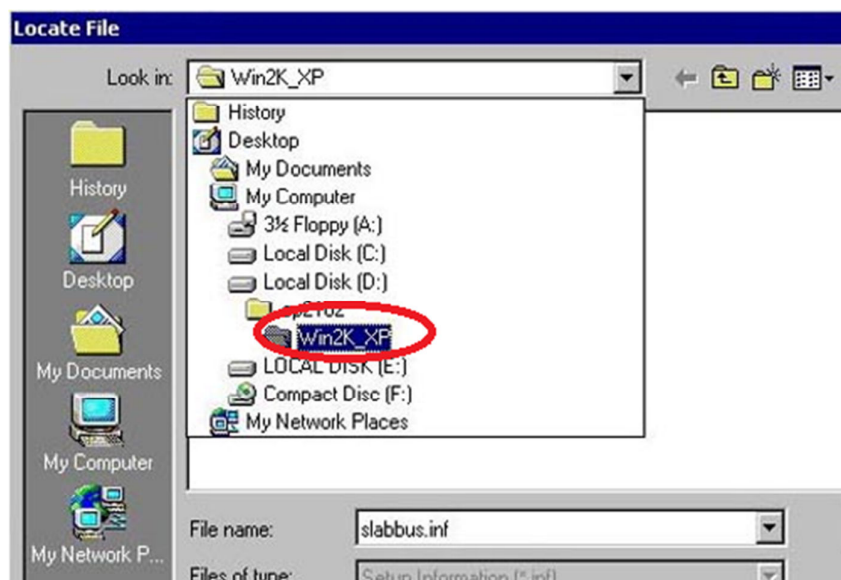 Locate File
Look in: Win2K_XP
History
Desktop
My Documents
My Computer
3½ Floppy (A:)
Local Disk (C:)
Local Disk (D:)
Win2K_XP
LOCAL DISK (E:)
Compact Disc (F:)
My Network Places
History
Desktop
My Documents
My Computer
My Network P...
File name: slabbus.inf
Files of type: Setup Information (*.inf)